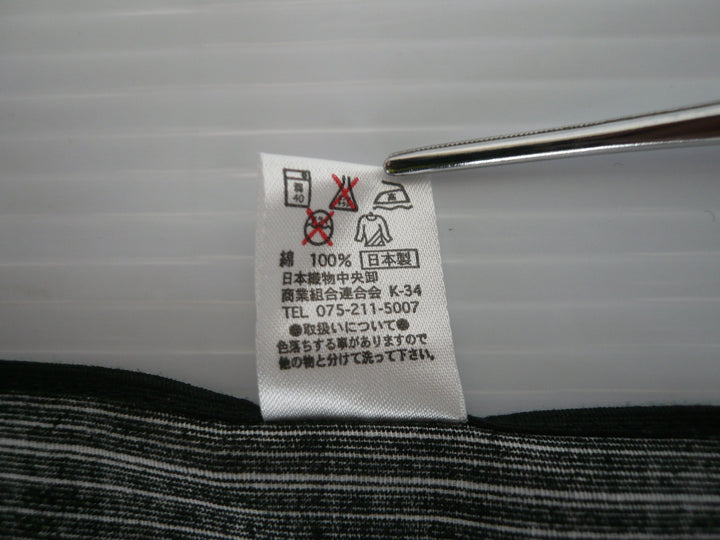 弱
40
綿 100% 日本製
日本織物中央卸
商業組合連合会 K-34
TEL 075-211-5007
●取扱いについて●
色落ちする事がありますので
他の物と分けて洗って下さい。